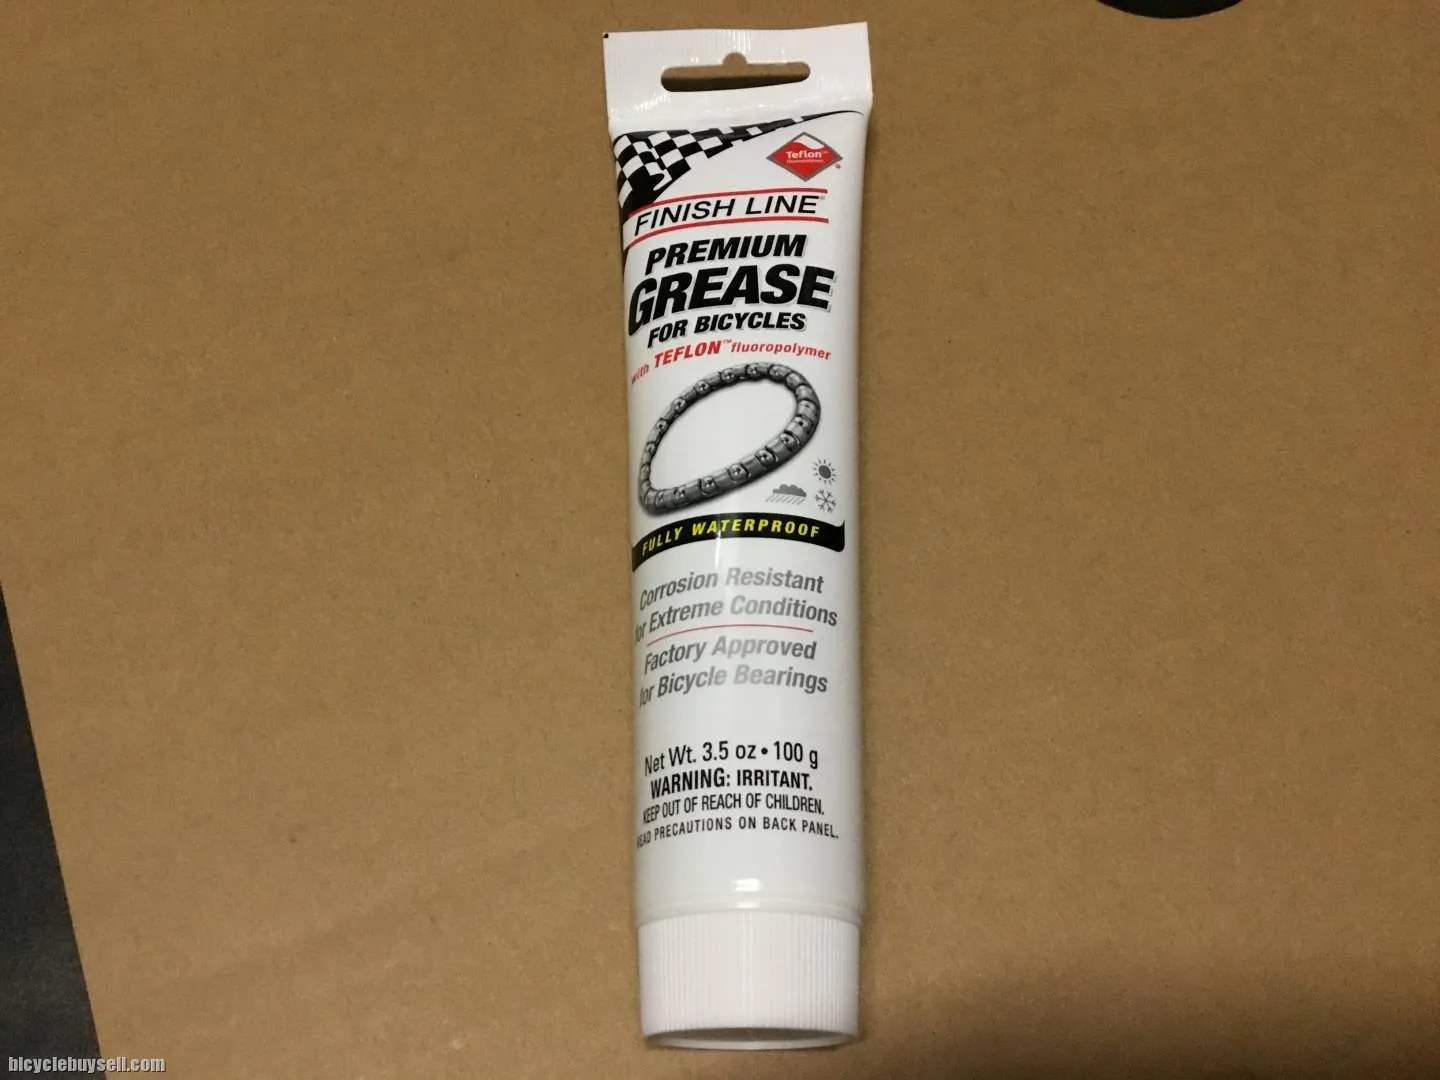 Teflon™
FINISH LINE®
PREMIUM
GREASE
FOR BICYCLES
with TEFLON™ fluoropolymer
FULLY WATERPROOF
Corrosion Resistant
for Extreme Conditions
Factory Approved
for Bicycle Bearings
Net Wt. 3.5 oz • 100 g
WARNING: IRRITANT.
KEEP OUT OF REACH OF CHILDREN.
READ PRECAUTIONS ON BACK PANEL.
bicyclebuysell.com